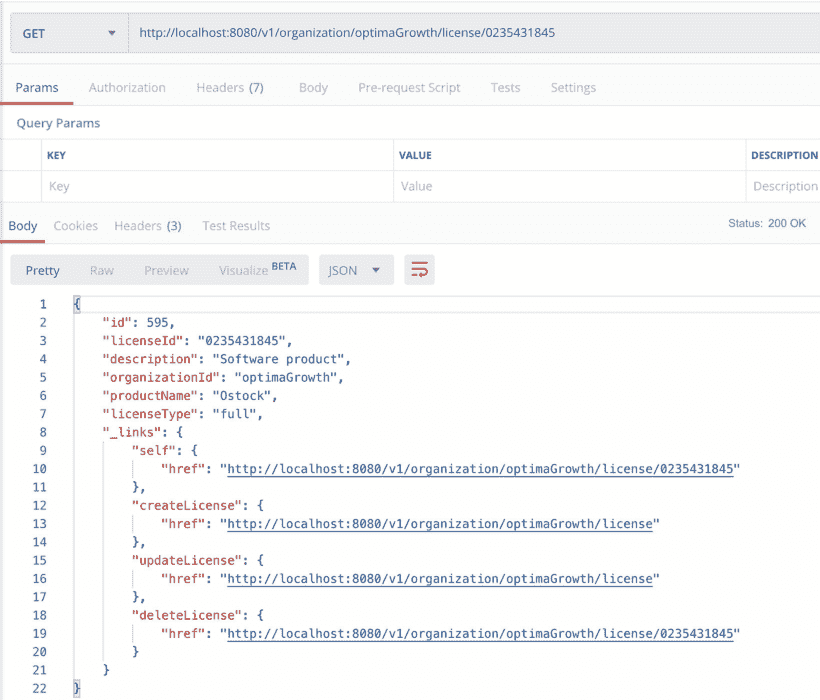 GET http://localhost:8080/v1/organization/optimaGrowth/license/0235431845
Params Authorization Headers (7) Body Pre-request Script Tests Settings
Query Params
KEY VALUE DESCRIPTION
Key Value Description
Body Cookies Headers (3) Test Results Status: 200 OK
Pretty Raw Preview Visualize BETA JSON
1 {
2 "id": 595,
3 "licenseId": "0235431845",
4 "description": "Software product",
5 "organizationId": "optimaGrowth",
6 "productName": "Ostock",
7 "licenseType": "full",
8 "_links": {
9 "self": {
10 "href": "http://localhost:8080/v1/organization/optimaGrowth/license/0235431845"
11 },
12 "createLicense": {
13 "href": "http://localhost:8080/v1/organization/optimaGrowth/license"
14 },
15 "updateLicense": {
16 "href": "http://localhost:8080/v1/organization/optimaGrowth/license"
17 },
18 "deleteLicense": {
19 "href": "http://localhost:8080/v1/organization/optimaGrowth/license/0235431845"
20 }
21 }
22 }